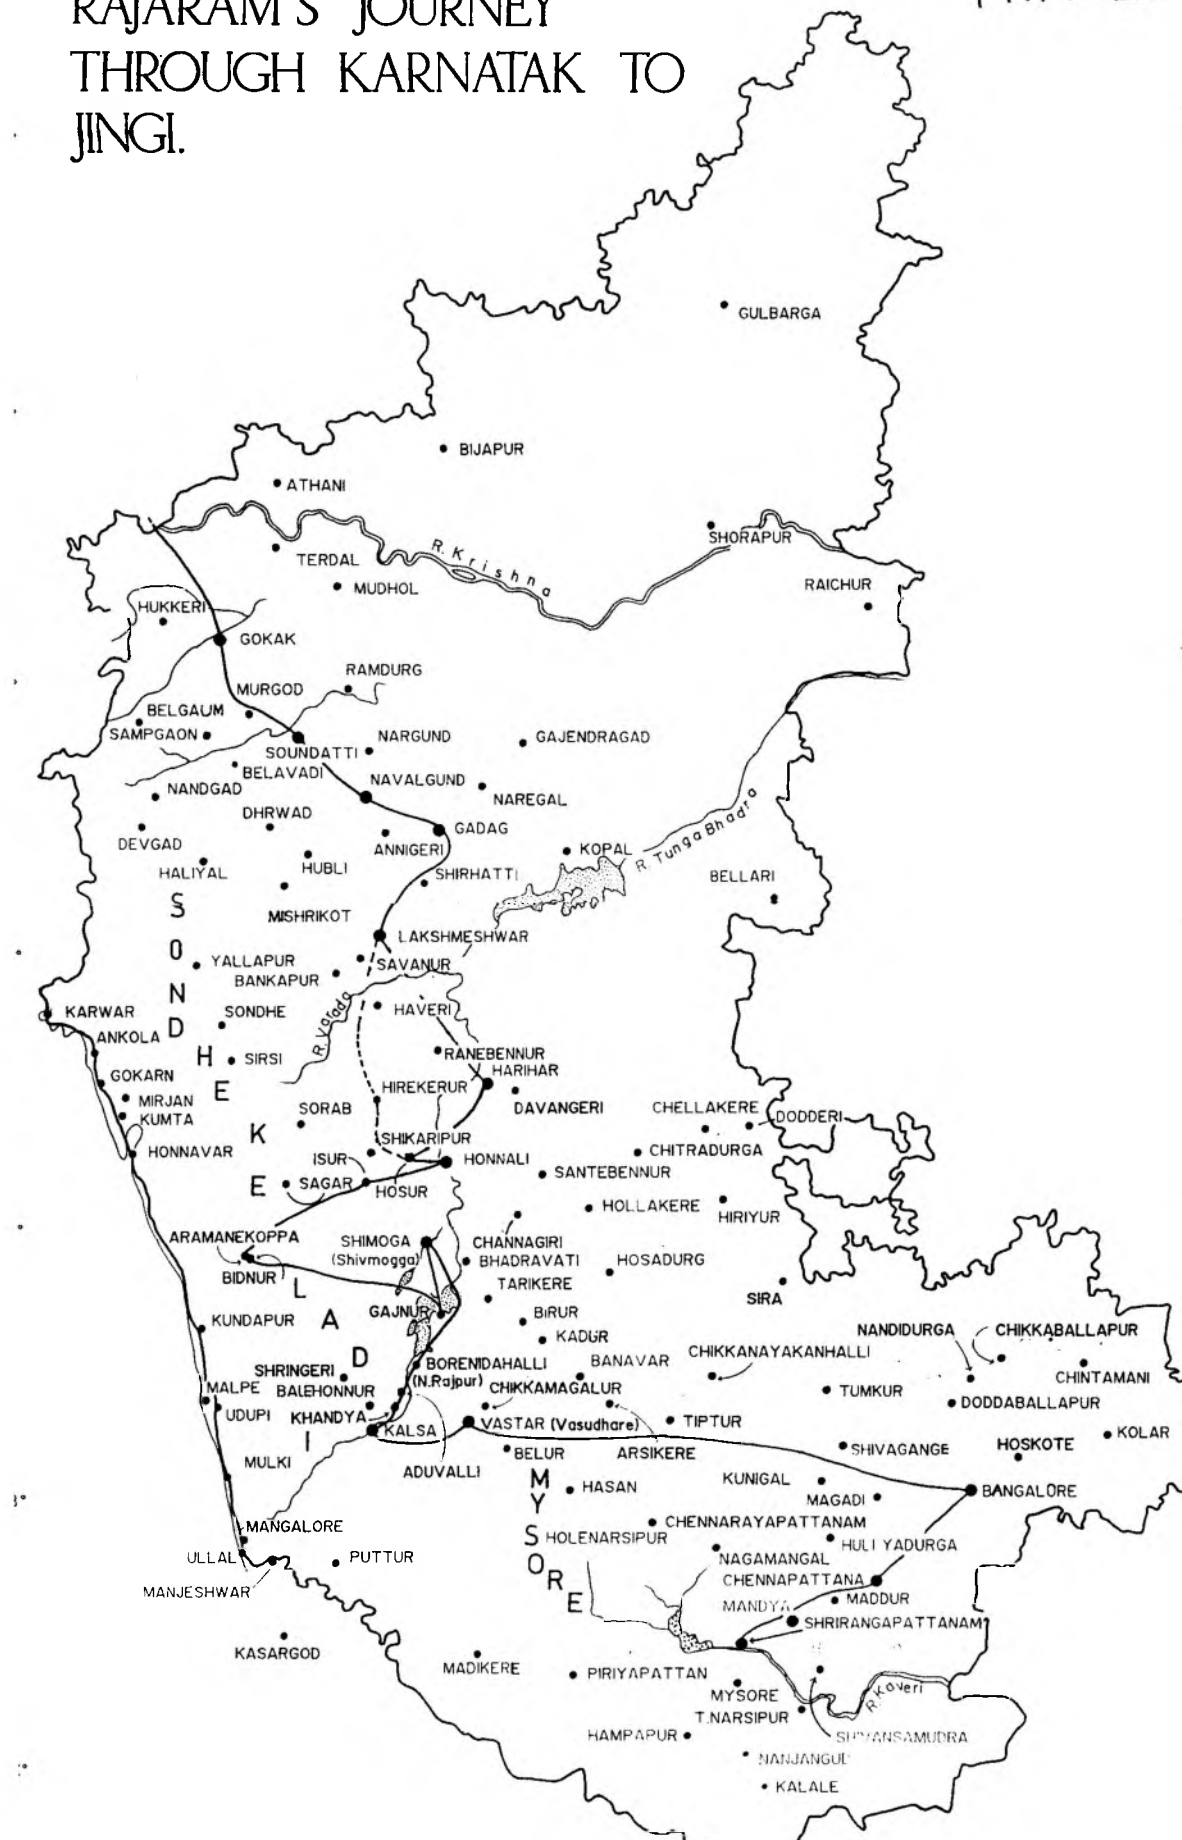 RAJARAM'S JOURNEY
THROUGH KARNATAK TO
JINGI.
GULBARGA
BIJAPUR
ATHANI
SHORAPUR
R. Krishna
TERDAL
RAICHUR
MUDHOL
HUKKERI
GOKAK
RAMDURG
MURGOD
BELGAUM
SAMPGAON
NARGUND
GAJENDRAGAD
SOUNDATTI
BELAVADI
NAVALGUND
NANDGAD
NAREGAL
DHRWAD
GADAG
R. Tunga Bhadra
DEVGAD
ANNIGERI
KOPAL
HALIYAL
HUBLI
SHIRHATTI
BELLARI
MISHRIKOT
LAKSHMESHWAR
YALLAPUR
SAVANUR
BANKAPUR
KARWAR
SONDHE
R. Varada
HAVERI
ANKOLA
SONDHE
SIRSI
RANEBENNUR
HARIHAR
GOKARN
HIREKERUR
MIRJAN
DAVANGERI
CHELLAKERE
DODDERI
KUMTA
SORAB
HONNAVAR
SHIKARIPUR
CHITRADURGA
ISUR
HONNALI
SANTEBENNUR
SAGAR
HOSUR
HOLLAKERE
HIRIYUR
KELADI
ARAMANEKOPPA
SHIMOGA
(Shivmogga)
CHANNAGIRI
BHADRAVATI
HOSADURG
BIDNUR
TARIKERE
SIRA
GAJNUR
BIRUR
KUNDAPUR
KADUR
NANDIDURGA
CHIKKABALLAPUR
CHIKKANAYAKANHALLI
SHRINGERI
BORENIDAHALLI
(N.Rajpur)
BANAVAR
CHINTAMANI
MALPE
BALEHONNUR
CHIKKAMAGALUR
TUMKUR
DODDABALLAPUR
UDUPI
KHANDYA
KALSA
VASTAR (Vasudhare)
TIPTUR
KOLAR
SHIVAGANGE
HOSKOTE
BELUR
ARSIKERE
MULKI
ADUVALLI
KUNIGAL
BANGALORE
MYSORE
HASAN
MAGADI
MANGALORE
CHENNARAYAPATTANAM
HOLENARSIPUR
HULIYADURGA
ULLAL
PUTTUR
NAGAMANGAL
CHENNAPATTANA
MANJESHWAR
MADDUR
MANDYA
SHRIRANGAPATTANAM
KASARGOD
MADIKERE
PIRIYAPATTAN
MYSORE
R. Kaveri
T.NARSIPUR
HAMPAPUR
SHIVANSAMUDRA
KALALE